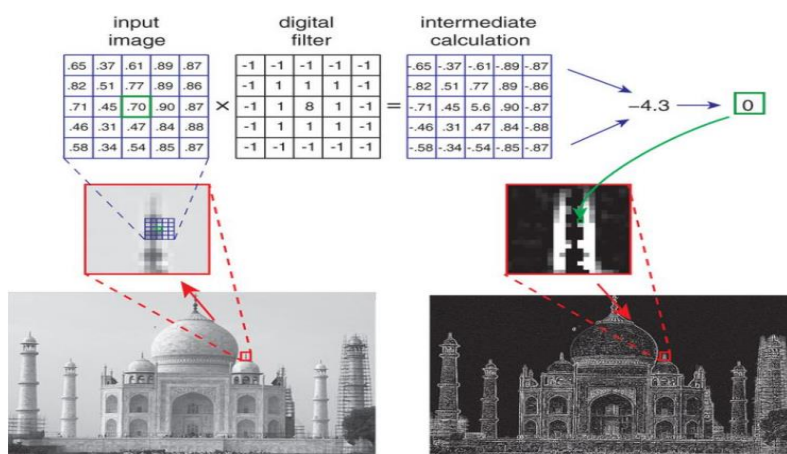 input image
digital filter
intermediate calculation
.65 .37 .61 .89 .87
.82 .51 .77 .89 .86
.71 .45 .70 .90 .87
.46 .31 .47 .84 .88
.58 .34 .54 .85 .87
×
-1 -1 -1 -1 -1
-1 1 1 1 -1
-1 1 8 1 -1
-1 1 1 1 -1
-1 -1 -1 -1 -1
=
-.65 -.37 -.61 -.89 -.87
-.82 .51 .77 .89 -.86
-.71 .45 5.6 .90 -.87
-.46 .31 .47 .84 -.88
-.58 -.34 -.54 -.85 -.87
-4.3
0